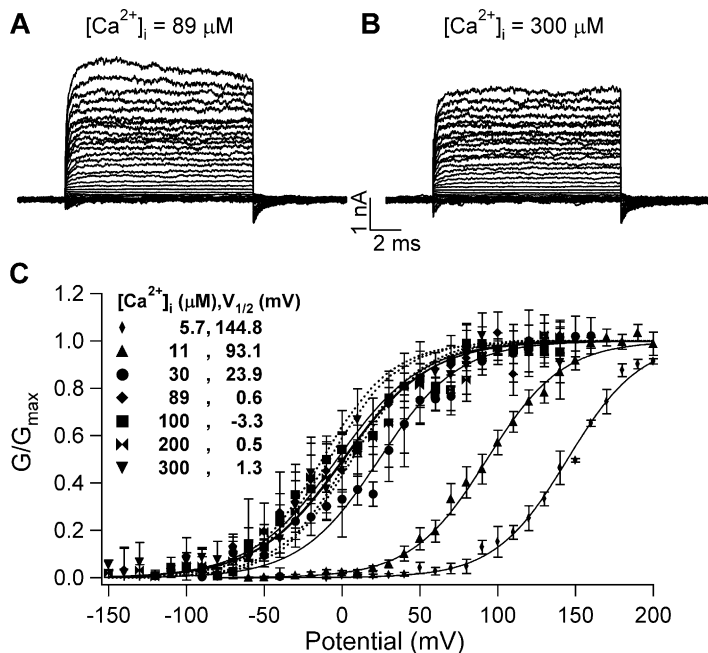 A
[Ca²⁺]ᵢ = 89 μM
B
[Ca²⁺]ᵢ = 300 μM
1 nA
2 ms
C
[Ca²⁺]ᵢ (μM),V₁/₂ (mV)
5.7, 144.8
11 , 93.1
30 , 23.9
89 , 0.6
100 , -3.3
200 , 0.5
300 , 1.3
G/Gmax
1.2
1.0
0.8
0.6
0.4
0.2
0.0
-150 -100 -50 0 50 100 150 200
Potential (mV)